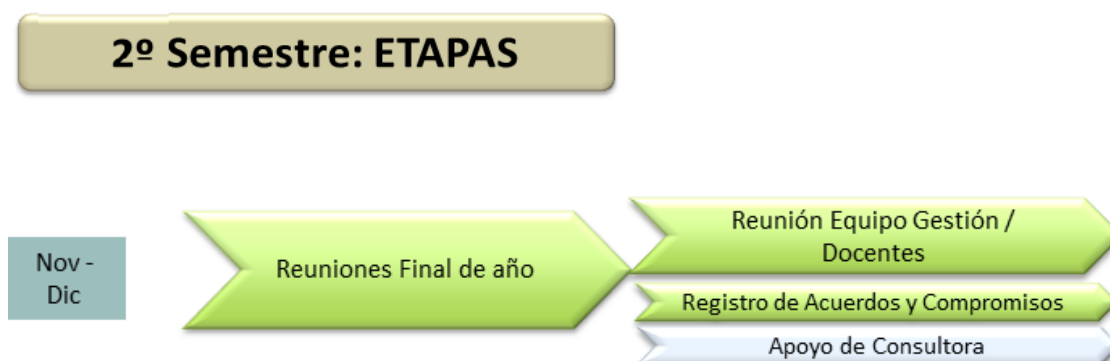 2º Semestre: ETAPAS
Nov -
Dic
Reuniones Final de año
Reunión Equipo Gestión /
Docentes
Registro de Acuerdos y Compromisos
Apoyo de Consultora